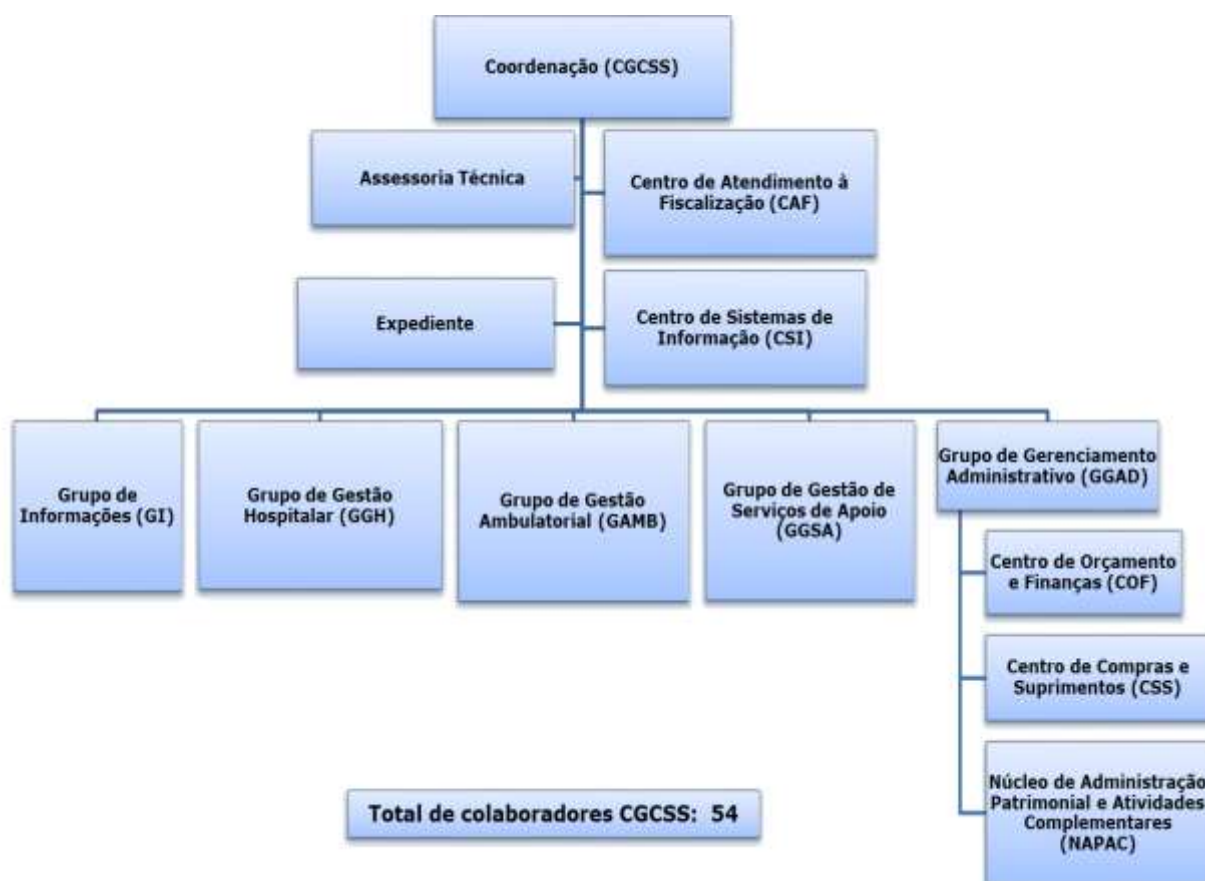 Coordenação (CGCSS)
Assessoria Técnica
Centro de Atendimento à
Fiscalização (CAF)
Expediente
Centro de Sistemas de
Informação (CSI)
Grupo de
Informações (GI)
Grupo de Gestão
Hospitalar (GGH)
Grupo de Gestão
Ambulatorial (GAMB)
Grupo de Gestão de
Serviços de Apoio
(GGSA)
Grupo de Gerenciamento
Administrativo (GGAD)
Centro de Orçamento
e Finanças (COF)
Centro de Compras e
Suprimentos (CSS)
Núcleo de Administração
Patrimonial e Atividades
Complementares
(NAPAC)
Total de colaboradores CGCSS: 54